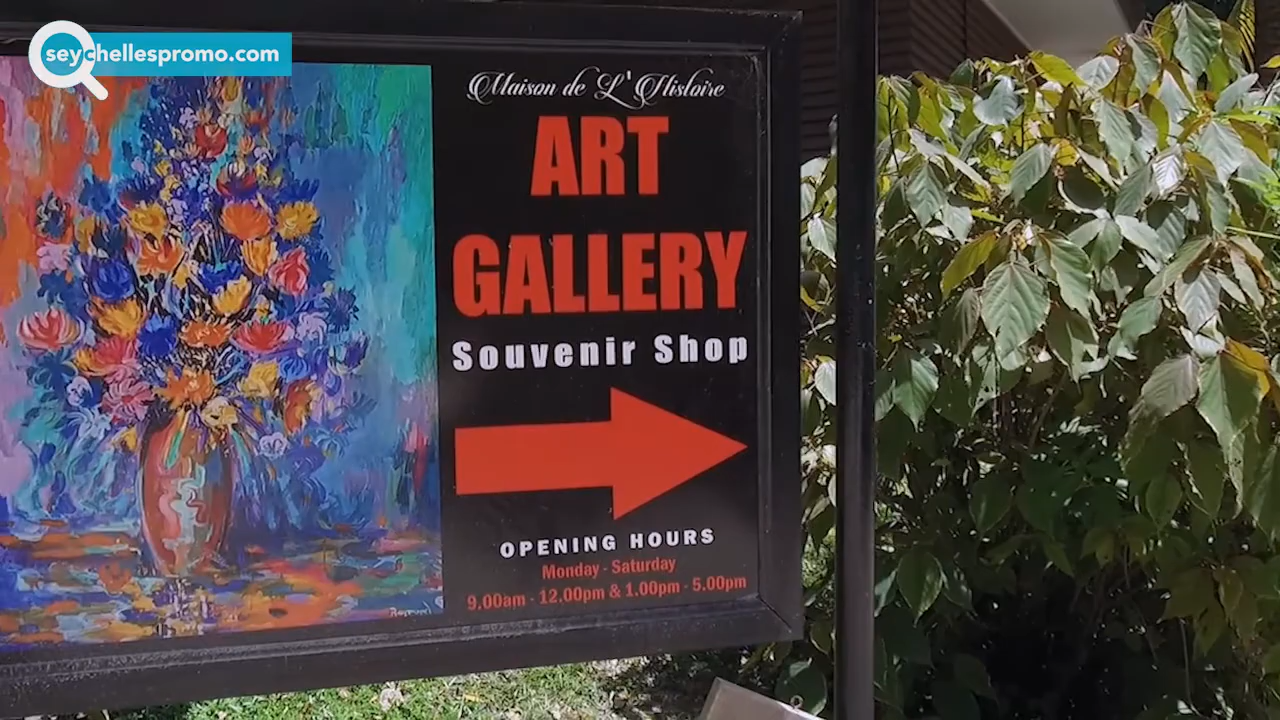 seychellespromo.com
Maison de L'Histoire
ART
GALLERY
Souvenir Shop
OPENING HOURS
Monday - Saturday
9.00am - 12.00pm & 1.00pm - 5.00pm